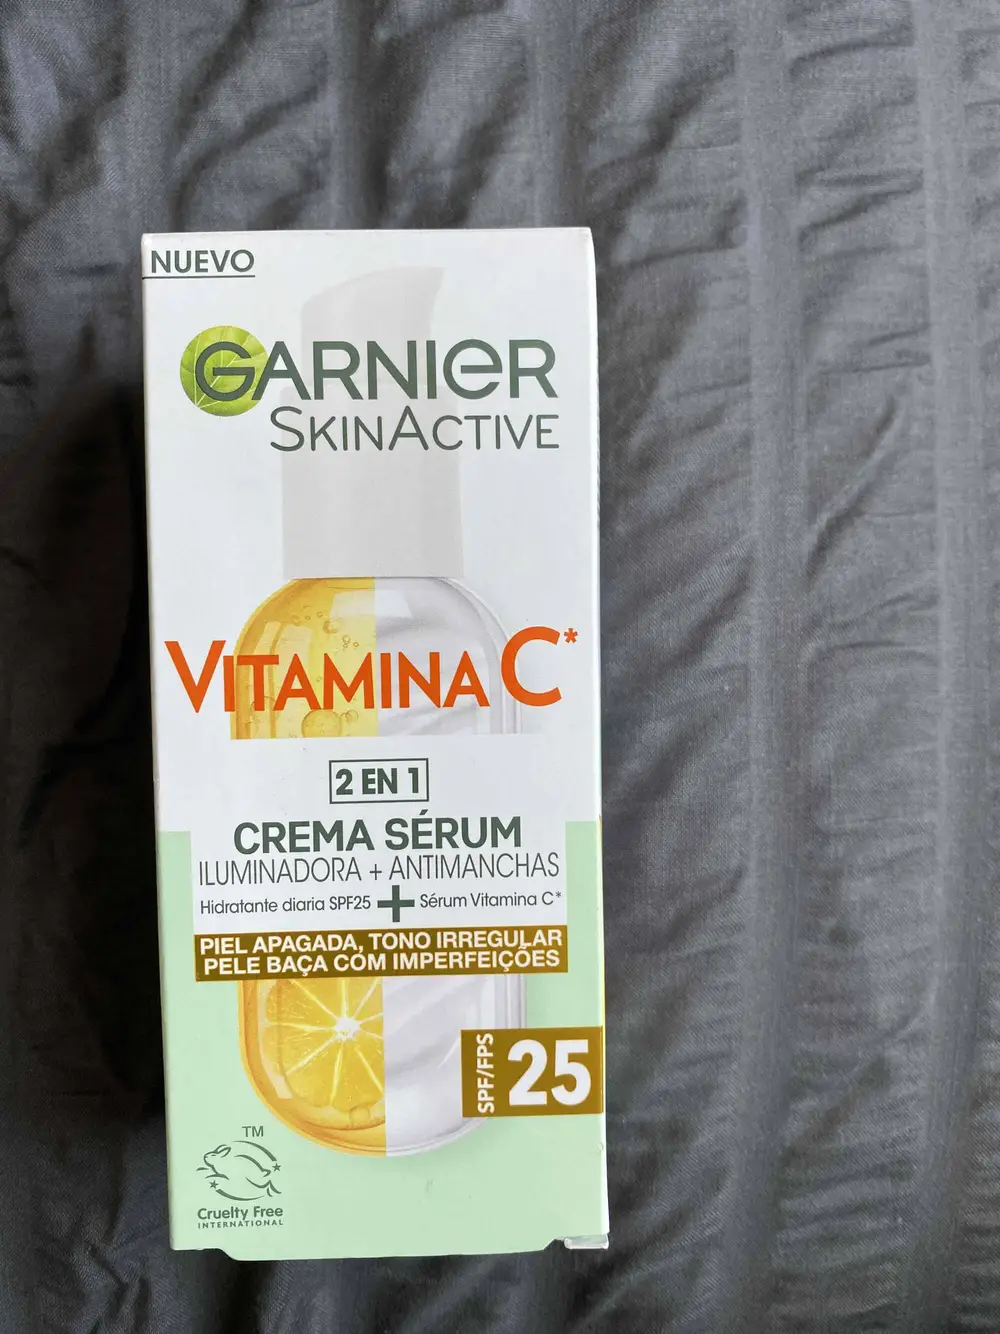 NUEVO
GARNIER
SKINACTIVE
VITAMINA C*
2 EN 1
CREMA SÉRUM
ILUMINADORA + ANTIMANCHAS
Hidratante diaria SPF25 + Sérum Vitamina C*
PIEL APAGADA, TONO IRREGULAR
PELE BAÇA COM IMPERFEIÇÕES
SPF/FPS 25
TM
Cruelty Free
INTERNATIONAL